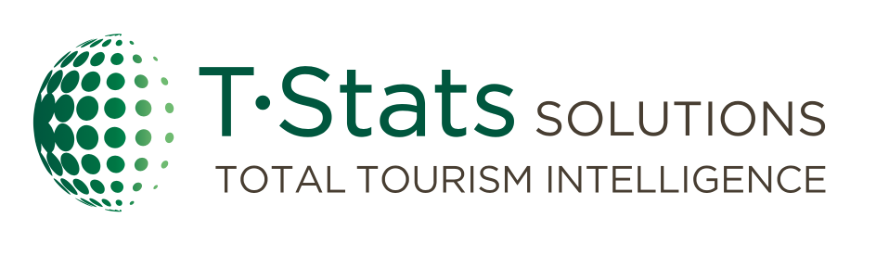 T·Stats SOLUTIONS
TOTAL TOURISM INTELLIGENCE